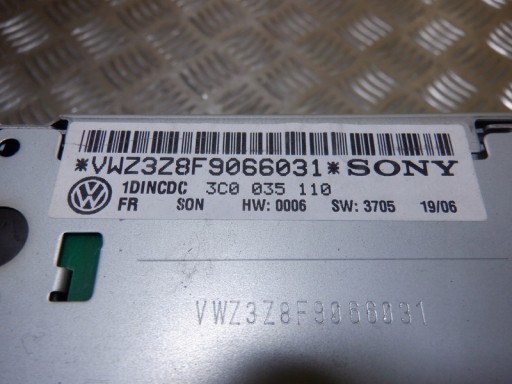 *VWZ3Z8F9066031* SONY
1DINCDC 3C0 035 110
FR SON HW: 0006 SW: 3705 19/06
VWZ3Z8F9066031